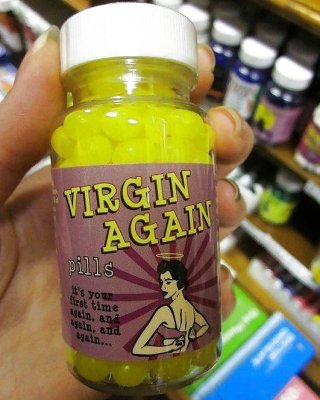 VIRGIN
AGAIN
pills
it's your
first time
again, and
again, and
again...